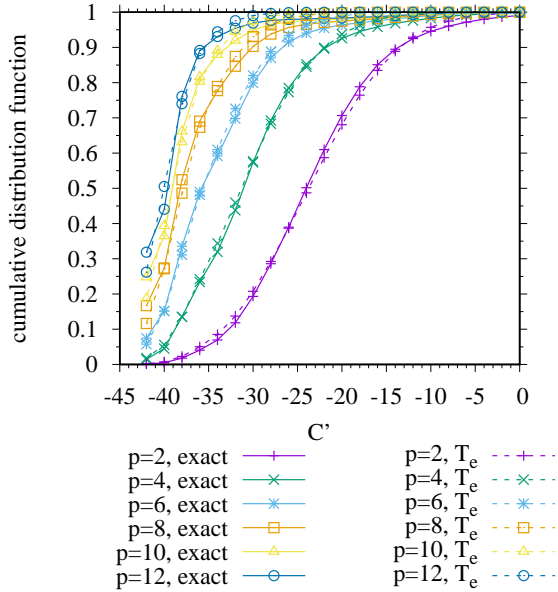 1
0.9
0.8
0.7
0.6
0.5
0.4
0.3
0.2
0.1
0
cumulative distribution function
-45 -40 -35 -30 -25 -20 -15 -10 -5 0
C'
p=2, exact p=2, T_e
p=4, exact p=4, T_e
p=6, exact p=6, T_e
p=8, exact p=8, T_e
p=10, exact p=10, T_e
p=12, exact p=12, T_e